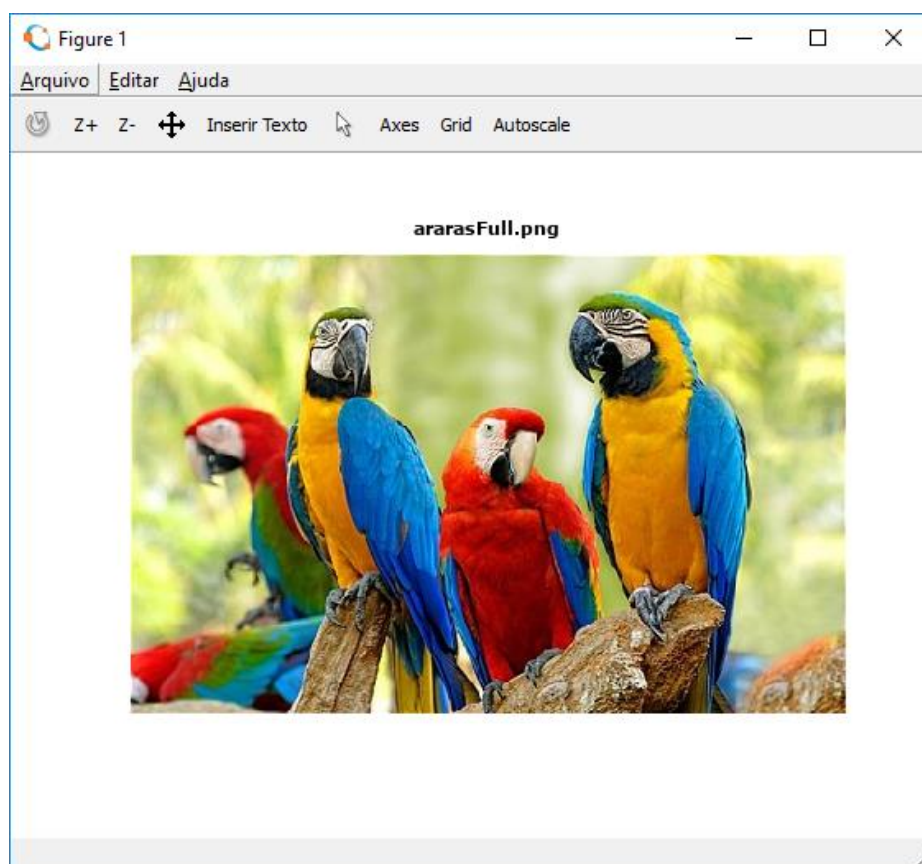 Figure 1
Arquivo Editar Ajuda
Z+ Z- Inserir Texto Axes Grid Autoscale
ararasFull.png